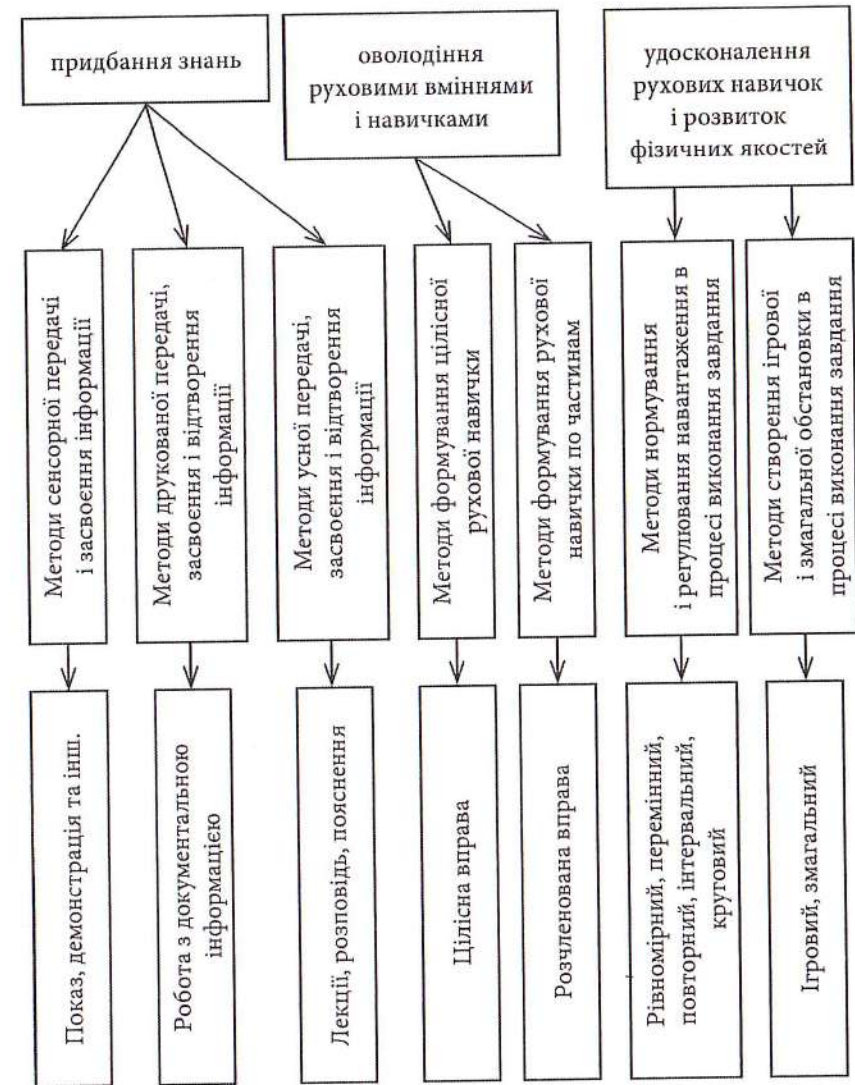 придбання знань
оволодіння
руховими вміннями
і навичками
удосконалення
рухових навичок
і розвиток
фізичних якостей
Методи сенсорної передачі
і засвоєння інформації
Методи друкованої передачі,
засвоєння і відтворення
інформації
Методи усної передачі,
засвоєння і відтворення
інформації
Методи формування цілісної
рухової навички
Методи формування рухової
навички по частинам
Методи нормування
і регулювання навантаження в
процесі виконання завдання
Методи створення ігрової
і змагальної обстановки в
процесі виконання завдання
Показ, демонстрація та інш.
Робота з документальною
інформацією
Лекції, розповідь, пояснення
Цілісна вправа
Розчленована вправа
Рівномірний, перемінний,
повторний, інтервальний,
круговий
Ігровий, змагальний